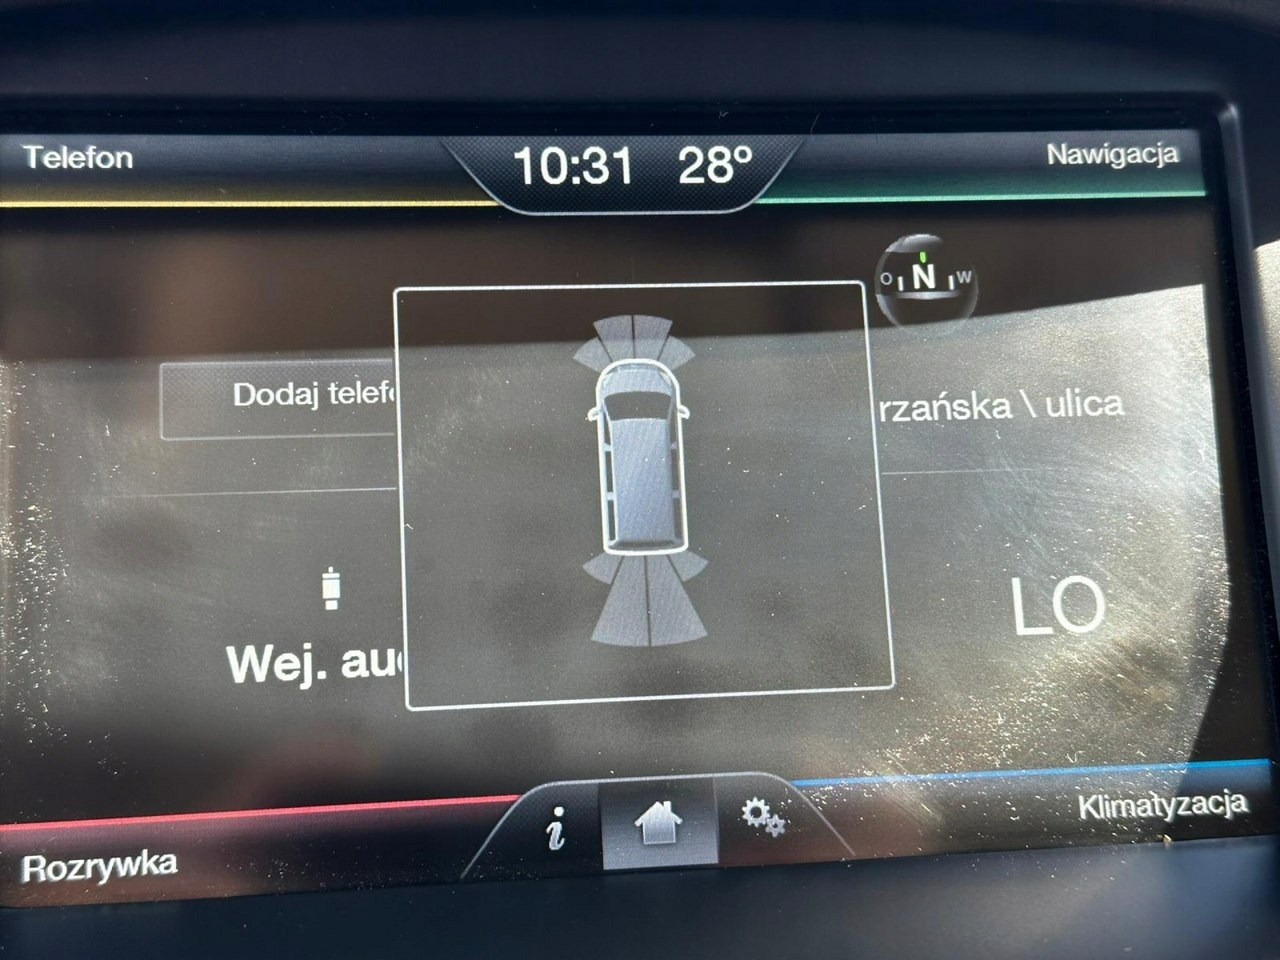 Telefon
10:31 28°
Nawigacja
O N W
Dodaj telef
rzańska \ ulica
Wej. au
LO
i
Rozrywka
Klimatyzacja